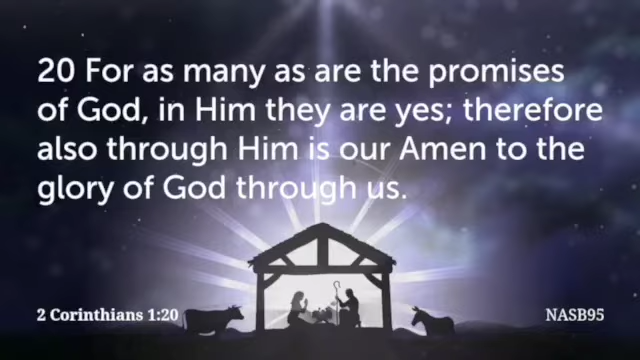 20 For as many as are the promises
of God, in Him they are yes; therefore
also through Him is our Amen to the
glory of God through us.
2 Corinthians 1:20
NASB95